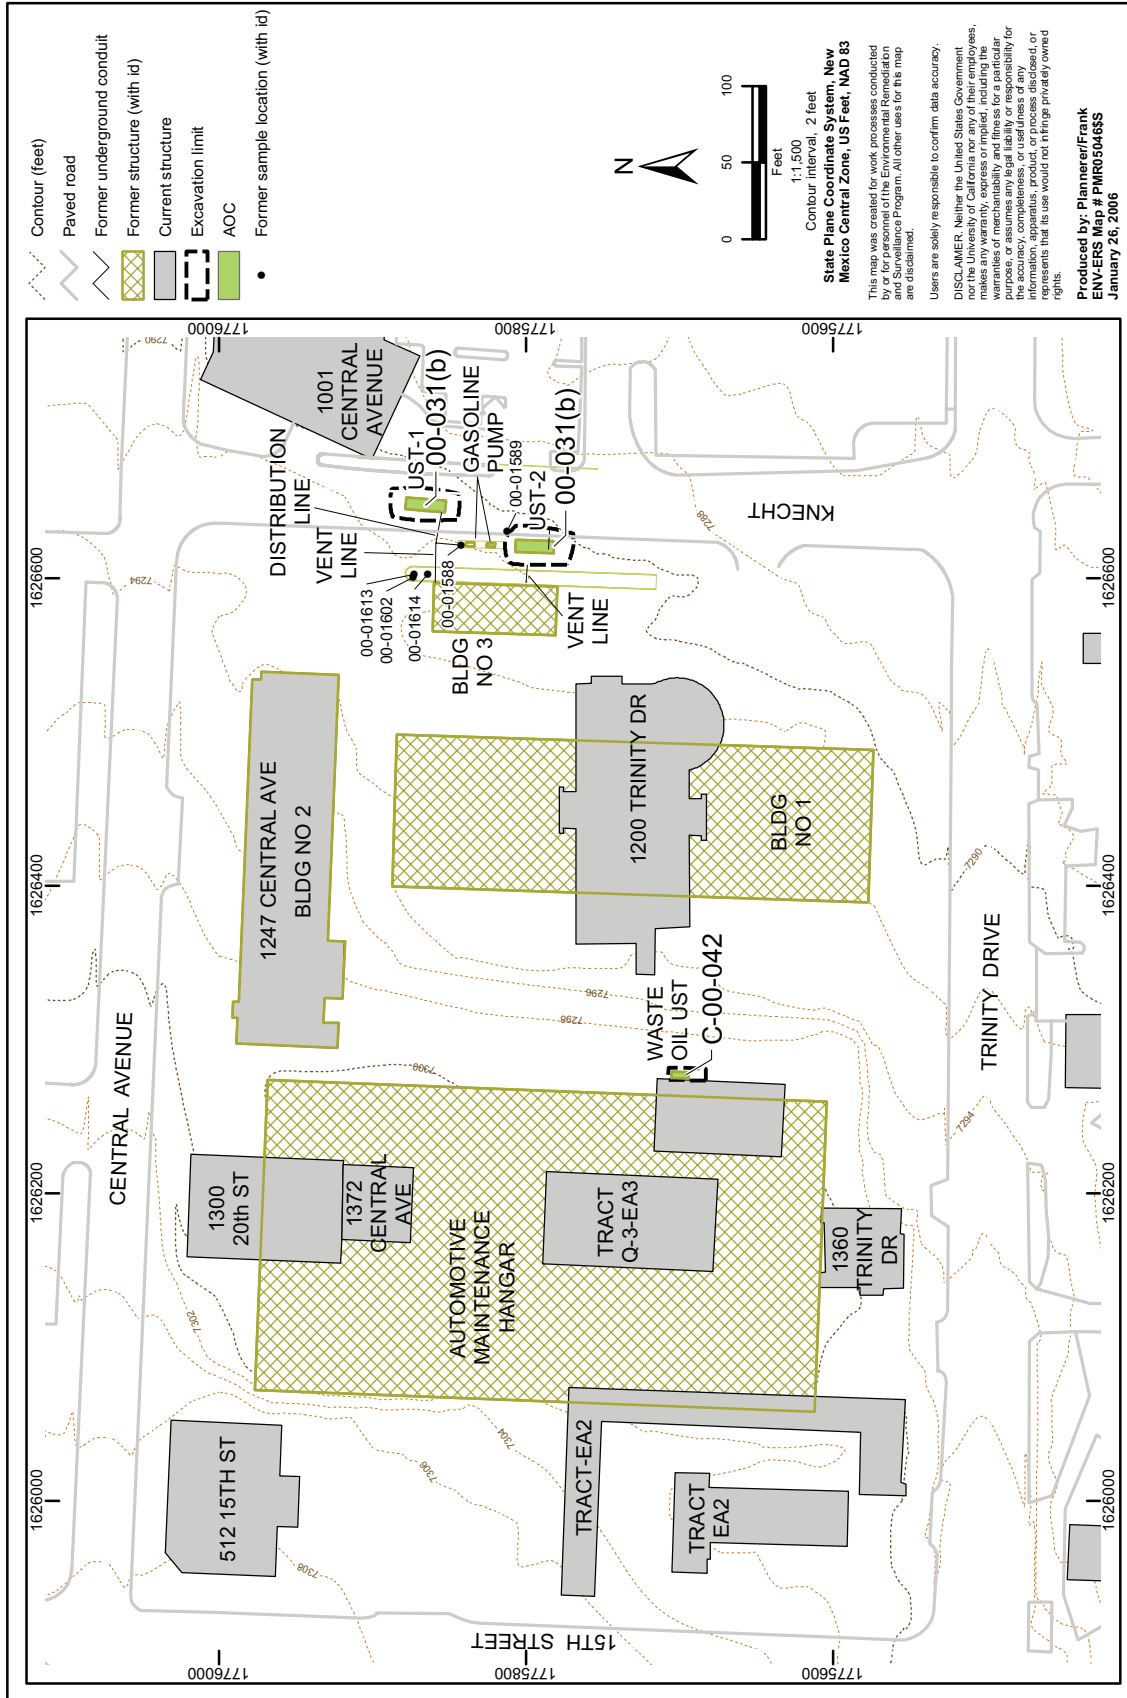 1626000
1626200
1626400
1626600
1776000
1775800
1775600
1776000
1775800
1775600
1626000
1626200
1626400
1626600
CENTRAL AVENUE
TRINITY DRIVE
15TH STREET
KNECHT
512 15TH ST
1300
20th ST
1372
CENTRAL
AVE
1247 CENTRAL AVE
BLDG NO 2
AUTOMOTIVE
MAINTENANCE
HANGAR
TRACT
Q-3-EA3
1360
TRINITY
DR
TRACT-EA2
TRACT
EA2
WASTE
OIL UST
C-00-042
1200 TRINITY DR
BLDG
NO 1
BLDG
NO 3
VENT
LINE
00-01613
00-01602
00-01614
00-01588
VENT
LINE
DISTRIBUTION
LINE
1001
CENTRAL
AVENUE
UST-1
00-031(b)
GASOLINE
PUMP
00-01589
UST-2
00-031(b)
7308
7306
7304
7302
7300
7298
7296
7294
7294
7290
7290
7288
Contour (feet)
Paved road
Former underground conduit
Former structure (with id)
Current structure
Excavation limit
AOC
Former sample location (with id)
N
0
50
100
Feet
1:1,500
Contour interval, 2 feet
State Plane Coordinate System, New
Mexico Central Zone, US Feet, NAD 83
This map was created for work processes conducted
by or for personnel of the Environmental Remediation
and Surveillance Program. All other uses for this map
are disclaimed.
Users are solely responsible to confirm data accuracy.
DISCLAIMER. Neither the United States Government
nor the University of California nor any of their employees,
makes any warranty, express or implied, including the
warranties of merchantability and fitness for a particular
purpose, or assumes any legal liability or responsibility for
the accuracy, completeness, or usefulness of any
information, apparatus, product, or process disclosed, or
represents that its use would not infringe privately owned
rights.
Produced by: Plannerer/Frank
ENV-ERS Map # PMR050446$S
January 26, 2006